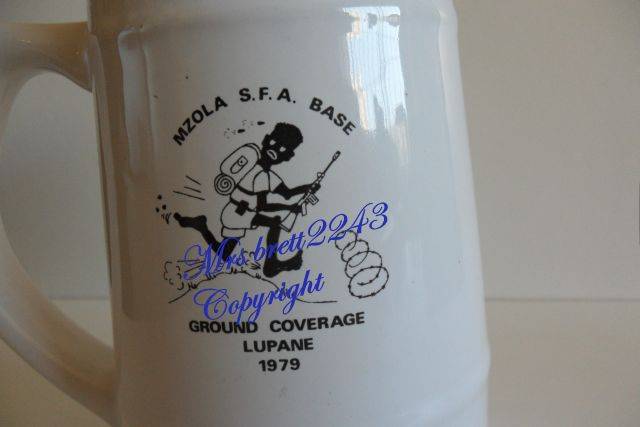 MZOLA S.F.A. BASE
Mrs.brett2243
Copyright
GROUND COVERAGE
LUPANE
1979